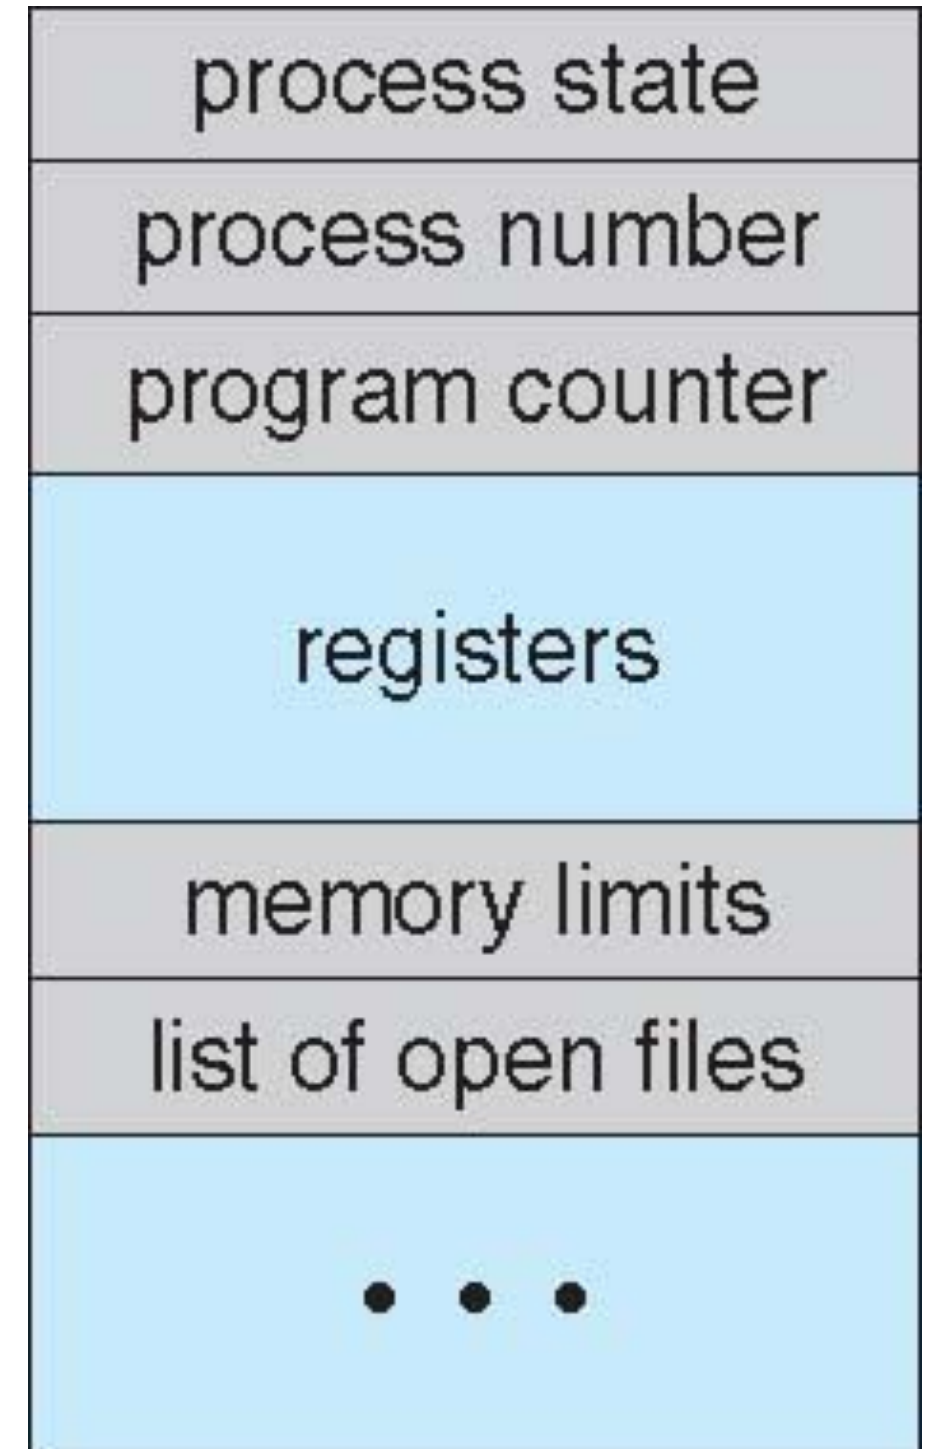 process state
process number
program counter
registers
memory limits
list of open files
• • •